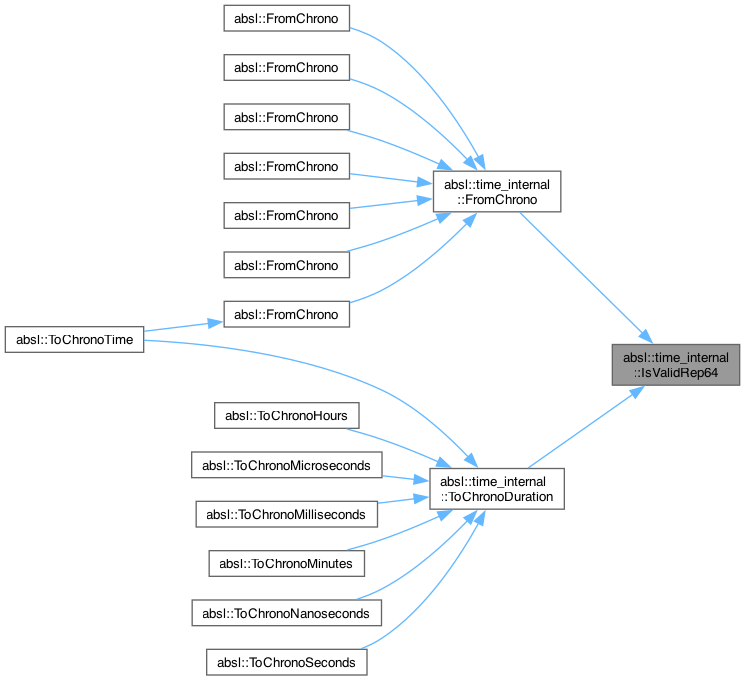 absl::FromChrono
absl::FromChrono
absl::FromChrono
absl::FromChrono
absl::time_internal
::FromChrono
absl::FromChrono
absl::FromChrono
absl::FromChrono
absl::ToChronoTime
absl::time_internal
::IsValidRep64
absl::ToChronoHours
absl::ToChronoMicroseconds
absl::time_internal
::ToChronoDuration
absl::ToChronoMilliseconds
absl::ToChronoMinutes
absl::ToChronoNanoseconds
absl::ToChronoSeconds